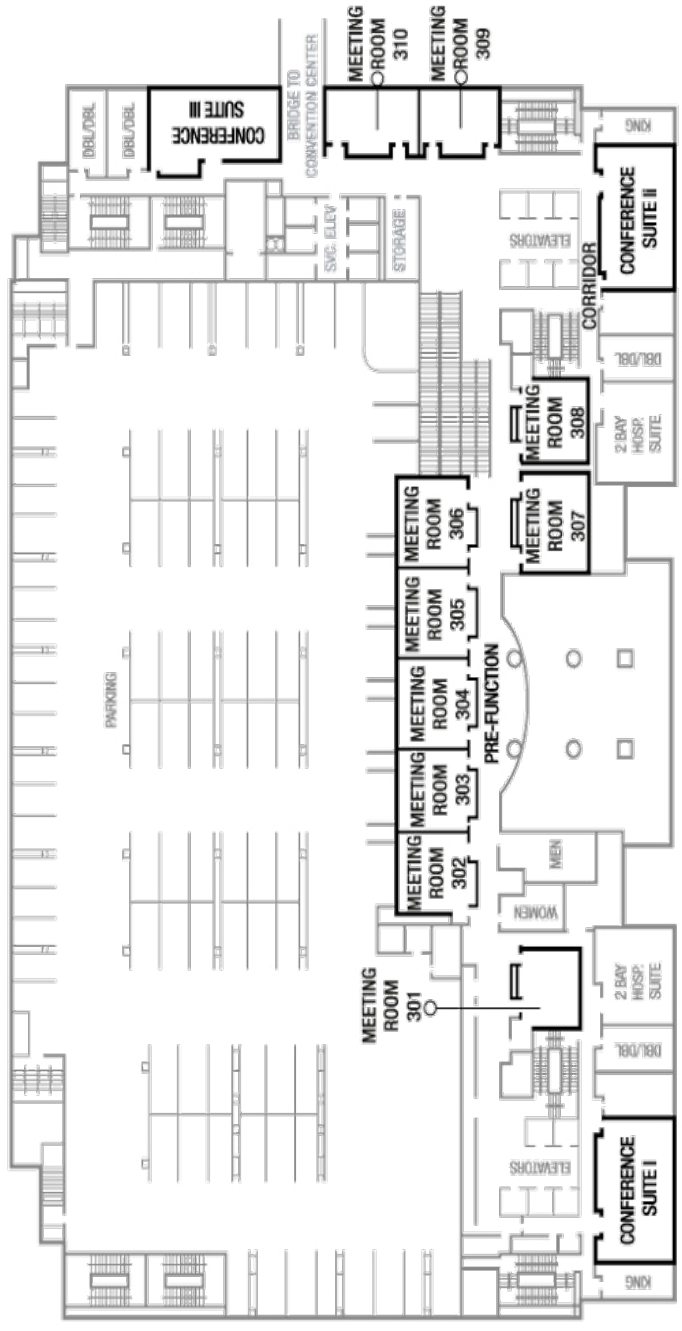 MEETING
ROOM
310
MEETING
ROOM
309
DBL/DBL
DBL/DBL
CONFERENCE
SUITE III
BRIDGE TO
CONVENTION CENTER
KING
CONFERENCE
SUITE Ii
SVC. ELEV
STORAGE
ELEVATORS
CORRIDOR
DBL/DBL
2 BAY
HOSP.
SUITE
MEETING
ROOM
308
MEETING
ROOM
307
MEETING
ROOM
306
MEETING
ROOM
305
MEETING
ROOM
304
MEETING
ROOM
303
MEETING
ROOM
302
PRE-FUNCTION
PARKING
MEN
WOMEN
MEETING
ROOM
301
2 BAY
HOSP.
SUITE
DBL/DBL
ELEVATORS
CONFERENCE
SUITE I
KING